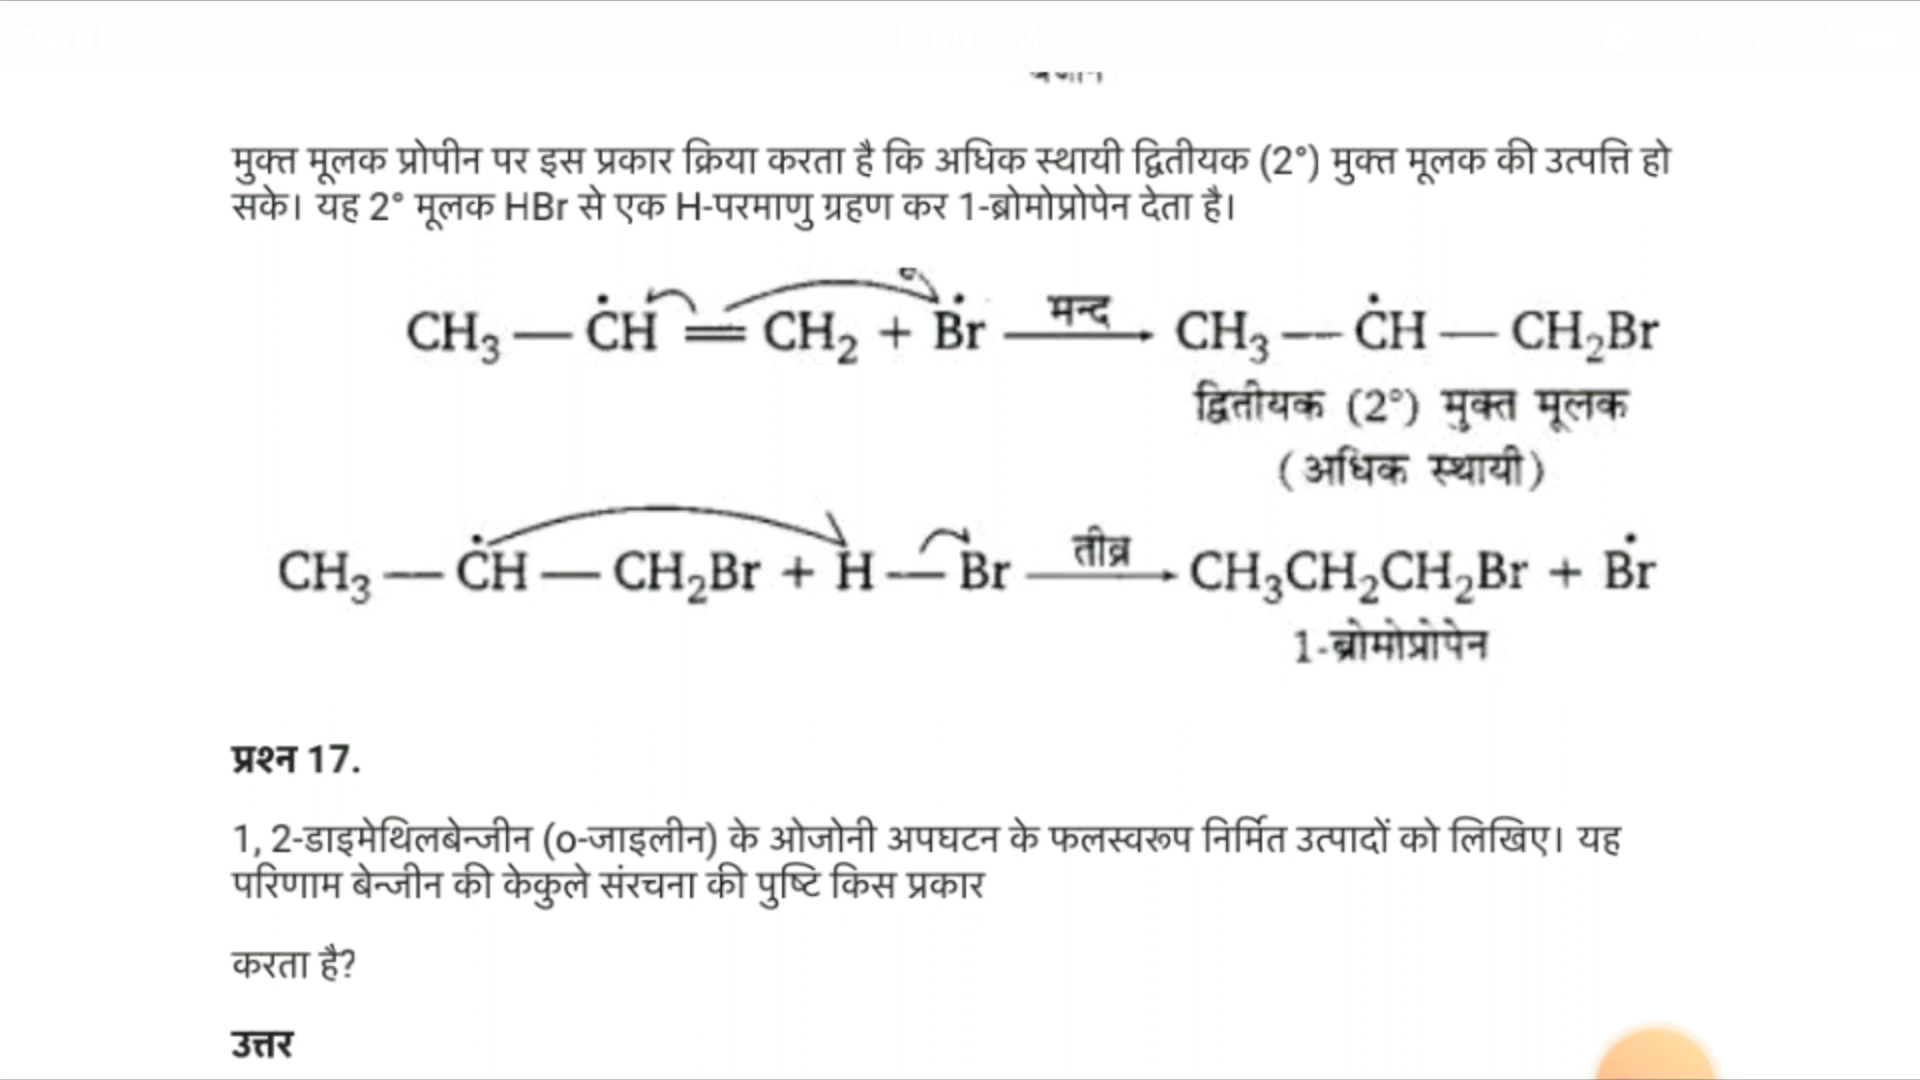 मुक्त मूलक प्रोपीन पर इस प्रकार क्रिया करता है कि अधिक स्थायी द्वितीयक (2°) मुक्त मूलक की उत्पत्ति हो
सके। यह 2° मूलक HBr से एक H-परमाणु ग्रहण कर 1-ब्रोमोप्रोपेन देता है।
CH₃ — ĊH = CH₂ + Ḃr मन्द → CH₃ — ĊH — CH₂Br
द्वितीयक (2°) मुक्त मूलक
(अधिक स्थायी)
CH₃ — ĊH — CH₂Br + H — Br तीव्र → CH₃CH₂CH₂Br + Ḃr
1-ब्रोमोप्रोपेन
प्रश्न 17.
1, 2-डाइमेथिलबेन्जीन (o-जाइलीन) के ओजोनी अपघटन के फलस्वरूप निर्मित उत्पादों को लिखिए। यह
परिणाम बेन्जीन की केकुले संरचना की पुष्टि किस प्रकार
करता है?
उत्तर